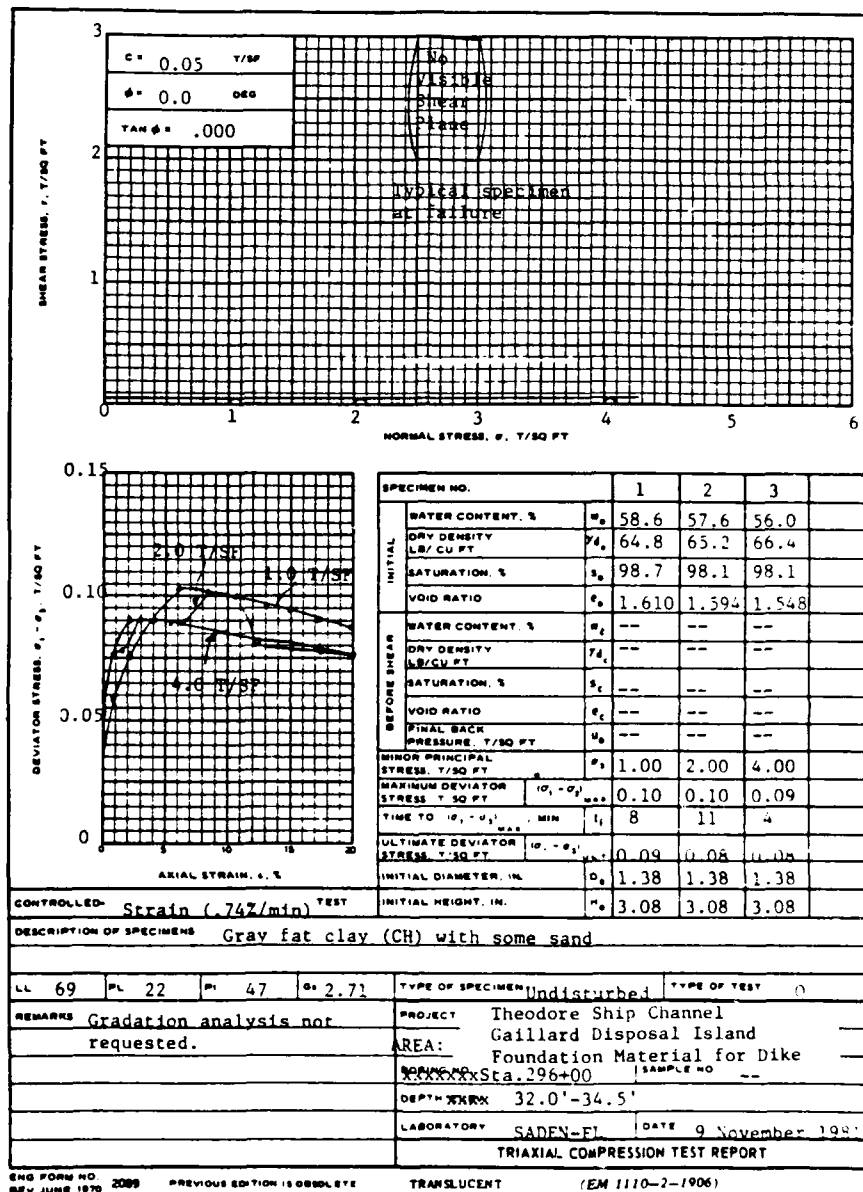 3
C = 0.05 T/SF
φ = 0.0 DEG
TAN φ = .000
No
Visible
Shear
Plane
Typical specimen
at failure
2
1
SHEAR STRESS, τ, T/SQ FT
0 1 2 3 4 5 6
NORMAL STRESS, σ, T/SQ FT
0.15
0.10
0.05
0
2.0 T/SF
1.0 T/SF
4.0 T/SF
DEVIATOR STRESS, σ₁ - σ₃, T/SQ FT
0 5 10 15 20
AXIAL STRAIN, ε, %
SPECIMEN NO. 1 2 3
INITIAL
WATER CONTENT, % w₀ 58.6 57.6 56.0
DRY DENSITY LB/ CU FT γd₀ 64.8 65.2 66.4
SATURATION, % S₀ 98.7 98.1 98.1
VOID RATIO e₀ 1.610 1.594 1.548
BEFORE SHEAR
WATER CONTENT, % -- -- --
DRY DENSITY LB/CU FT γdc -- -- --
SATURATION, % Sc -- -- --
VOID RATIO ec -- -- --
FINAL BACK PRESSURE, T/SQ FT u₀ -- -- --
MINOR PRINCIPAL STRESS, T/SQ FT σ₃ 1.00 2.00 4.00
MAXIMUM DEVIATOR STRESS, T/SQ FT (σ₁ - σ₃) MAX 0.10 0.10 0.09
TIME TO (σ₁ - σ₃) MAX, MIN tf 8 11 4
ULTIMATE DEVIATOR STRESS, T/SQ FT (σ₁ - σ₃) ULT 0.09 0.08 0.08
INITIAL DIAMETER, IN. D₀ 1.38 1.38 1.38
INITIAL HEIGHT, IN. H₀ 3.08 3.08 3.08
CONTROLLED- Strain (.74%/min) TEST
DESCRIPTION OF SPECIMENS Gray fat clay (CH) with some sand
LL 69 PL 22 PI 47 Gs 2.71 TYPE OF SPECIMEN Undisturbed TYPE OF TEST Q
REMARKS Gradation analysis not
requested.
PROJECT Theodore Ship Channel
AREA: Gaillard Disposal Island
Foundation Material for Dike
BORING NO. xxxxxxx Sta.296+00 SAMPLE NO --
DEPTH xxxx 32.0'-34.5'
LABORATORY SADEN-FL DATE 9 November 1981
TRIAXIAL COMPRESSION TEST REPORT
ENG FORM NO. 2089 REV JUNE 1970 PREVIOUS EDITION IS OBSOLETE TRANSLUCENT (EM 1110-2-1906)